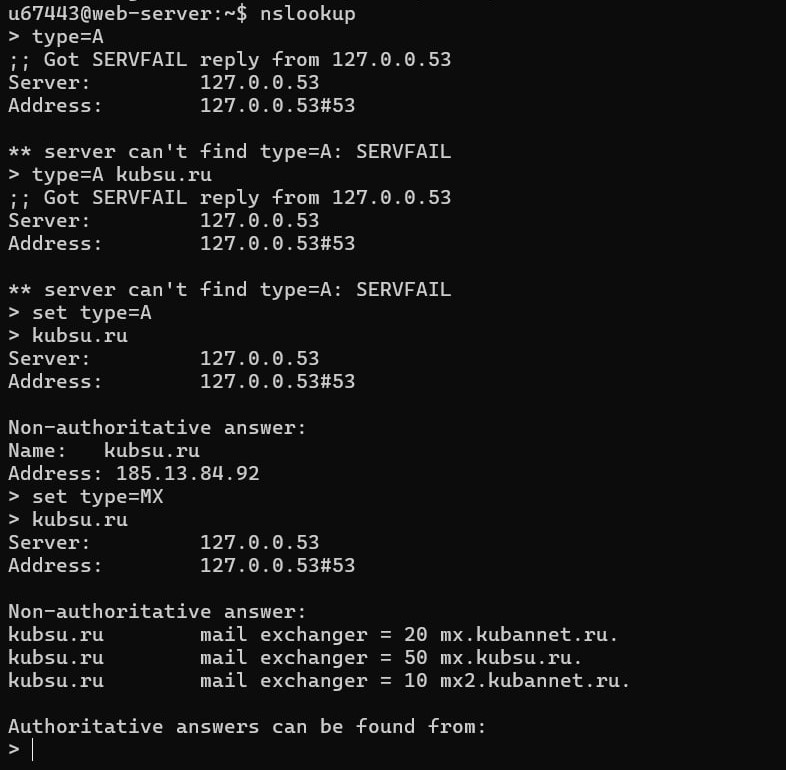 u67443@web-server:~$ nslookup
> type=A
;; Got SERVFAIL reply from 127.0.0.53
Server:         127.0.0.53
Address:        127.0.0.53#53

** server can't find type=A: SERVFAIL
> type=A kubsu.ru
;; Got SERVFAIL reply from 127.0.0.53
Server:         127.0.0.53
Address:        127.0.0.53#53

** server can't find type=A: SERVFAIL
> set type=A
> kubsu.ru
Server:         127.0.0.53
Address:        127.0.0.53#53

Non-authoritative answer:
Name:   kubsu.ru
Address: 185.13.84.92
> set type=MX
> kubsu.ru
Server:         127.0.0.53
Address:        127.0.0.53#53

Non-authoritative answer:
kubsu.ru        mail exchanger = 20 mx.kubannet.ru.
kubsu.ru        mail exchanger = 50 mx.kubsu.ru.
kubsu.ru        mail exchanger = 10 mx2.kubannet.ru.

Authoritative answers can be found from:
>